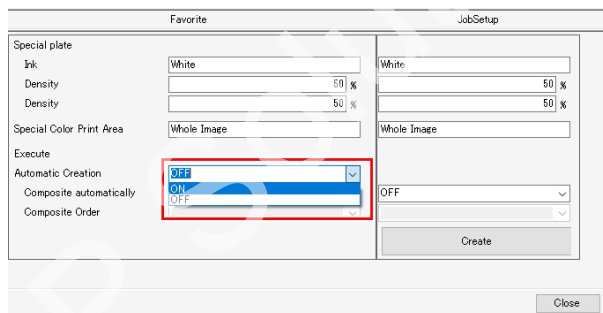 Favorite JobSetup
Special plate
Ink White White
Density 50 % 50 %
Density 50 % 50 %
Special Color Print Area Whole Image Whole Image
Execute
Automatic Creation OFF
ON
Composite automatically OFF OFF
Composite Order
Create
Close